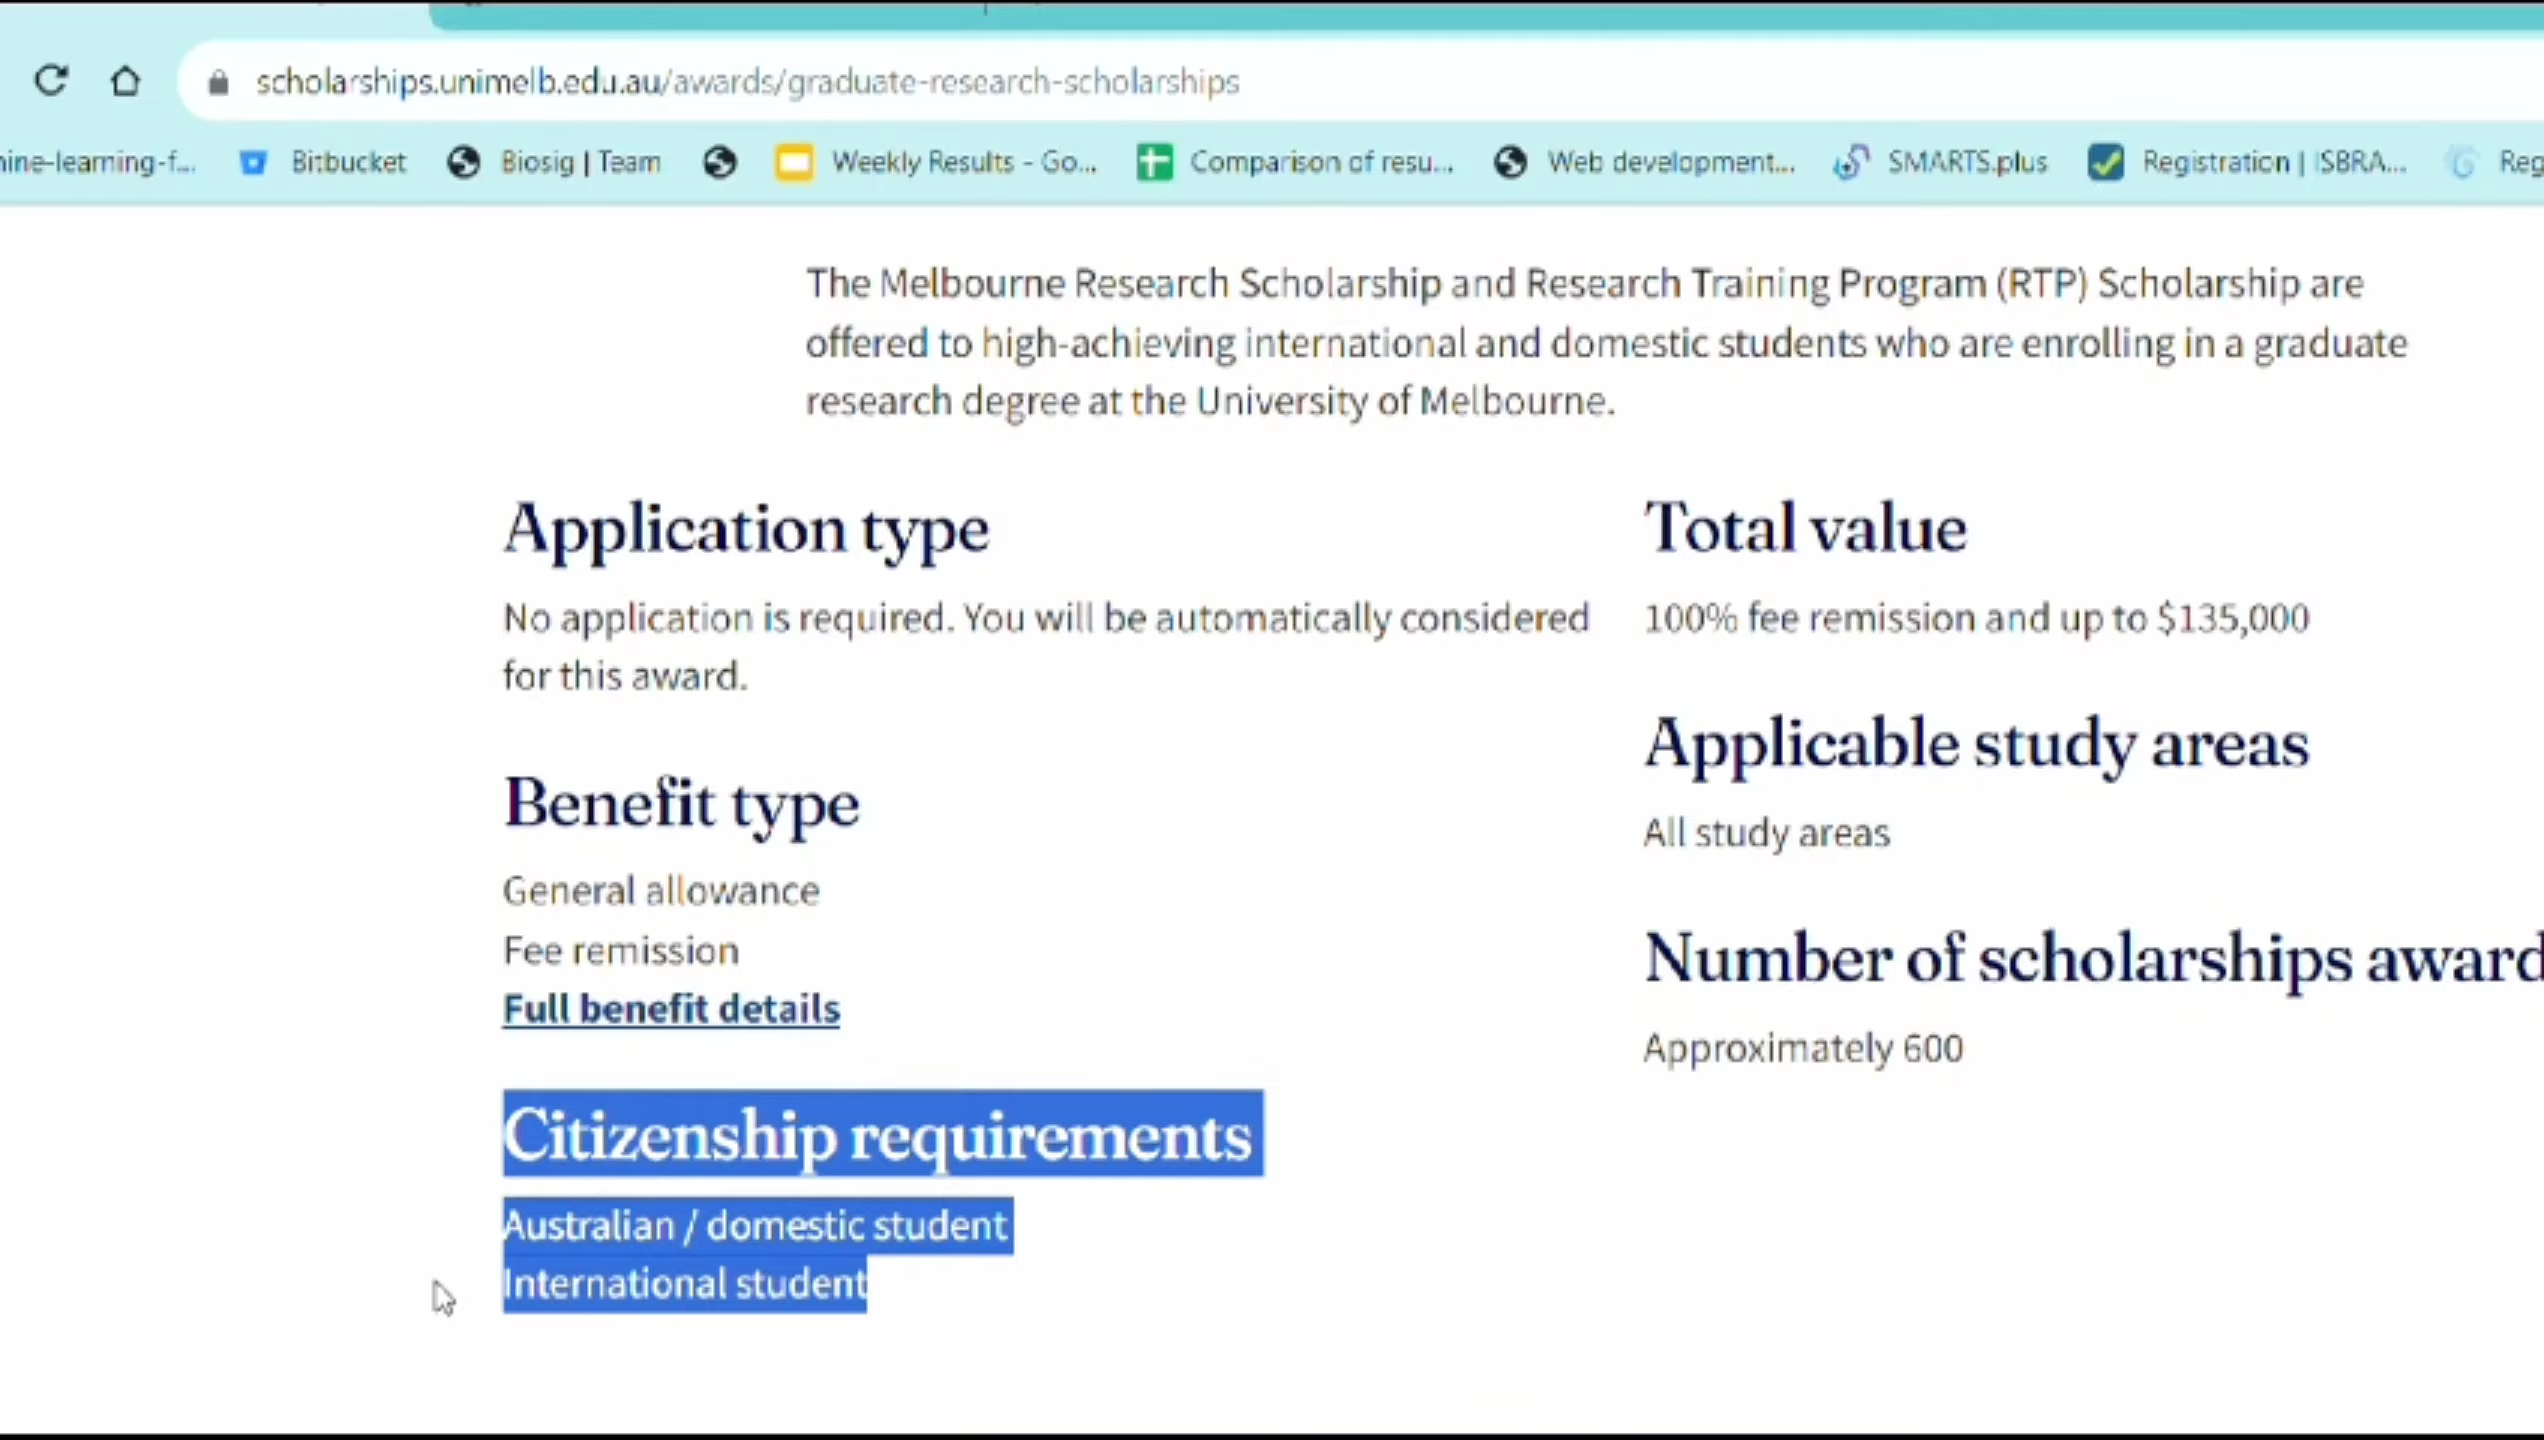 scholarships.unimelb.edu.au/awards/graduate-research-scholarships
Bitbucket Biosig | Team Weekly Results - Go... Comparison of resu... Web development... SMARTS.plus Registration | ISBRA... Reg
The Melbourne Research Scholarship and Research Training Program (RTP) Scholarship are
offered to high-achieving international and domestic students who are enrolling in a graduate
research degree at the University of Melbourne.
Application type
No application is required. You will be automatically considered
for this award.
Benefit type
General allowance
Fee remission
Full benefit details
Citizenship requirements
Australian / domestic student
International student
Total value
100% fee remission and up to $135,000
Applicable study areas
All study areas
Number of scholarships award
Approximately 600